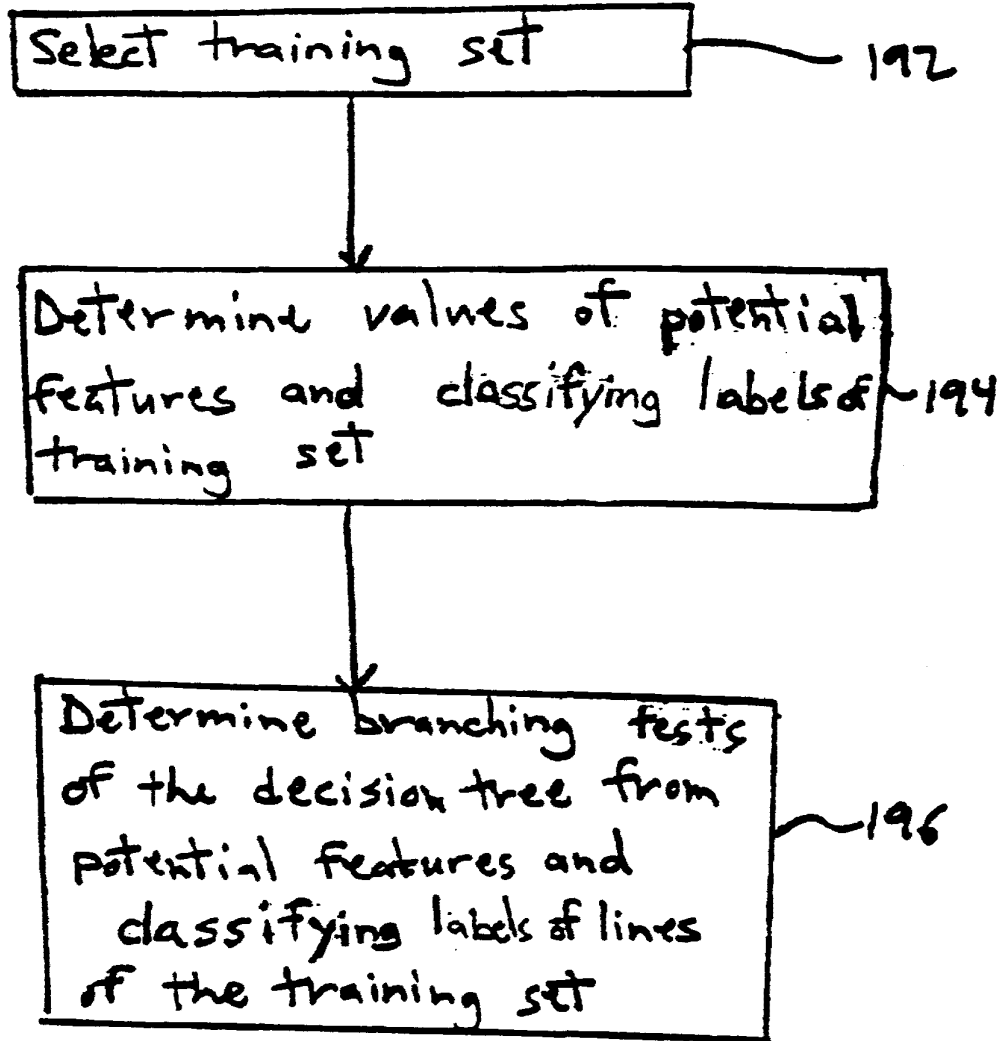 Select training set
192
Determine values of potential
features and classifying labels of
training set
194
Determine branching tests
of the decision tree from
potential features and
classifying labels of lines
of the training set
196